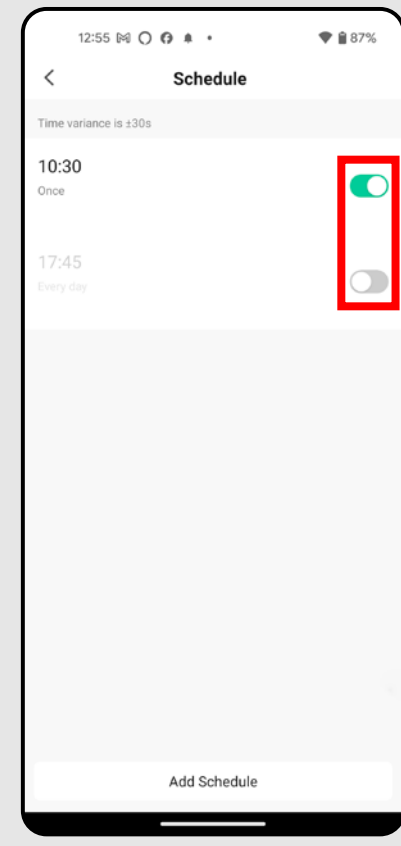 12:55 87%
Schedule
Time variance is ±30s
10:30
Once
17:45
Every day
Add Schedule